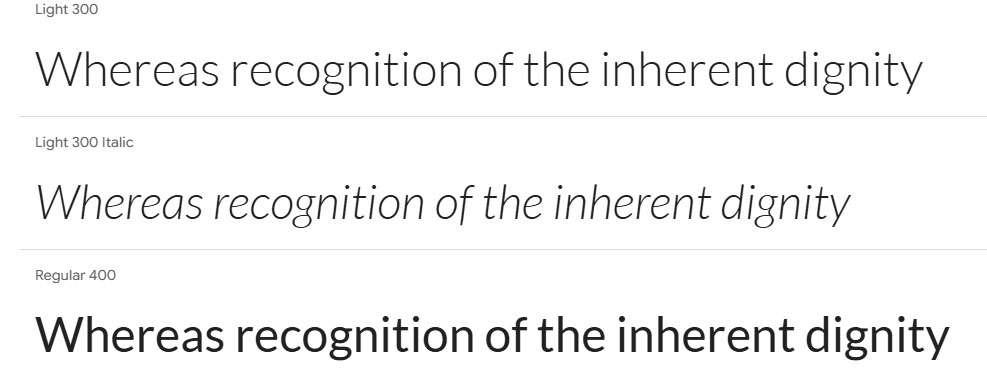 Light 300
Whereas recognition of the inherent dignity
Light 300 Italic
Whereas recognition of the inherent dignity
Regular 400
Whereas recognition of the inherent dignity